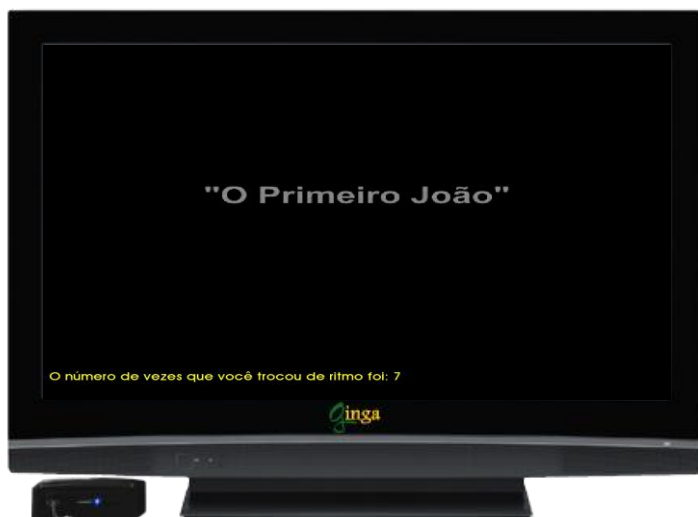 "O Primeiro João"
O número de vezes que você trocou de ritmo foi: 7
Ginga